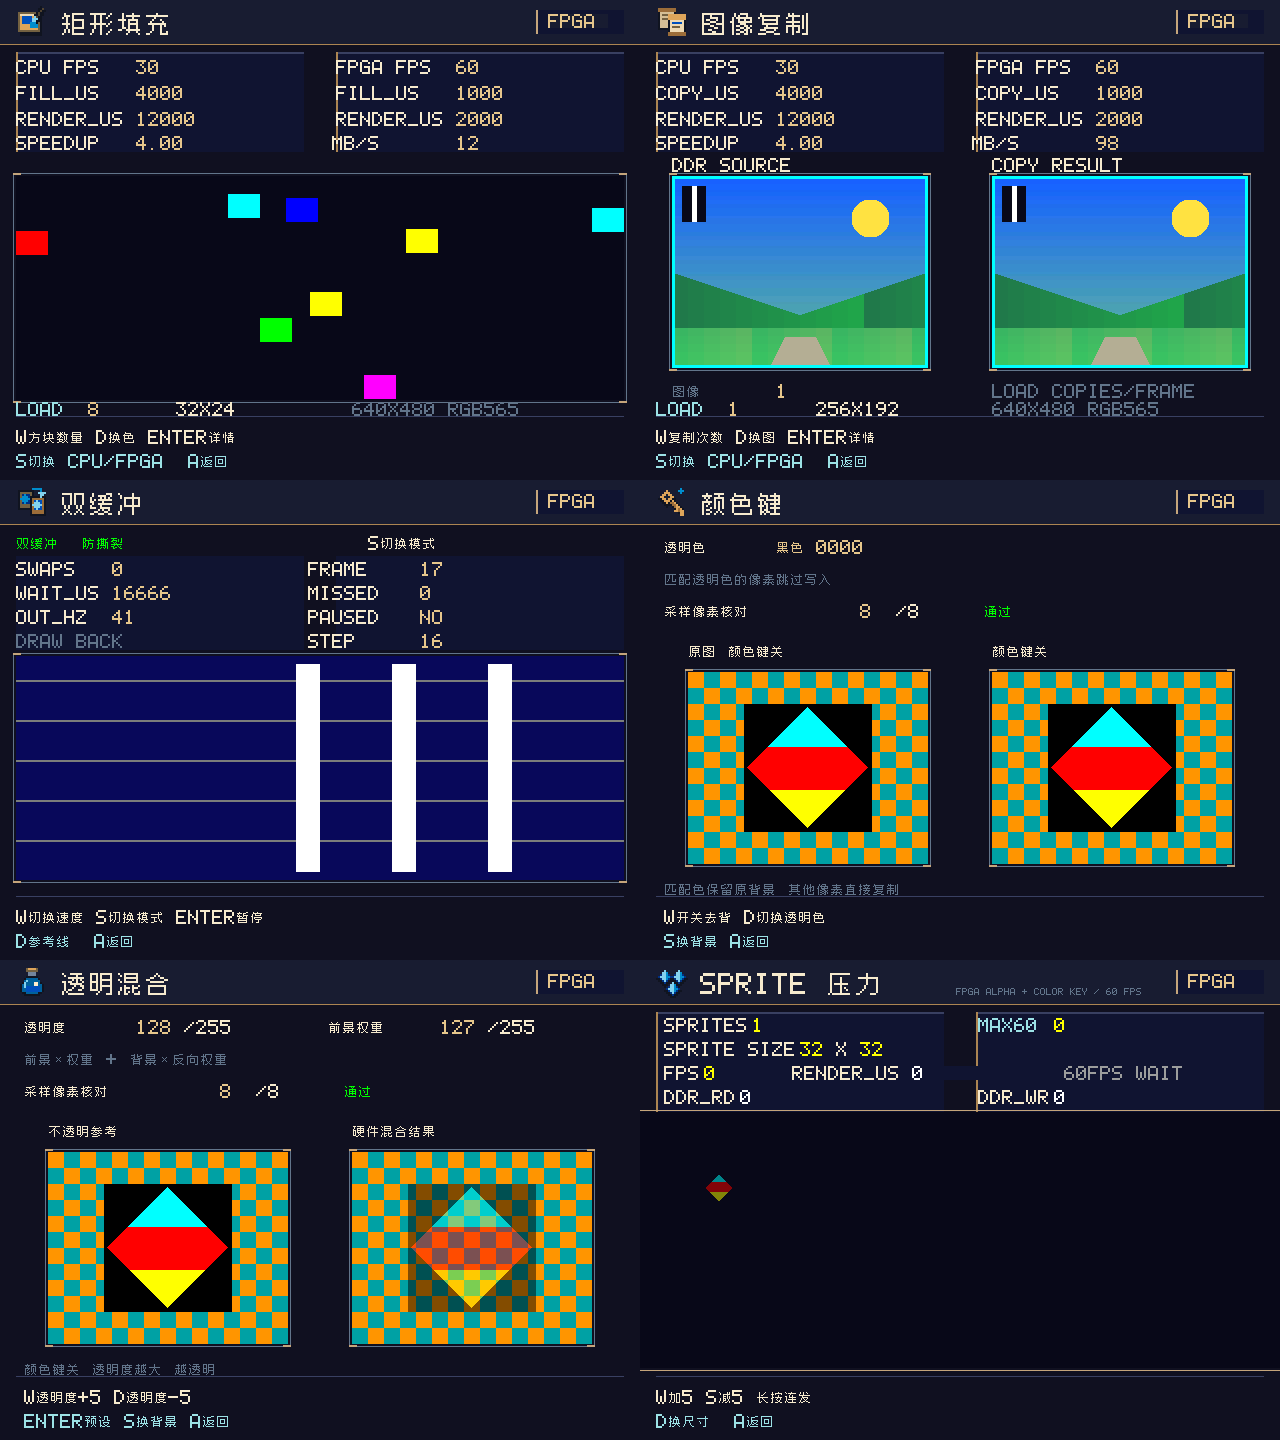 矩形填充 FPGA
CPU FPS 30 FPGA FPS 60
FILL_US 4000 FILL_US 1000
RENDER_US 12000 RENDER_US 2000
SPEEDUP 4.00 MB/S 12
LOAD 8 32X24 640X480 RGB565
W方块数量 D换色 ENTER详情
S切换 CPU/FPGA A返回
图像复制 FPGA
CPU FPS 30 FPGA FPS 60
COPY_US 4000 COPY_US 1000
RENDER_US 12000 RENDER_US 2000
SPEEDUP 4.00 MB/S 98
DDR SOURCE COPY RESULT
图像 1 LOAD COPIES/FRAME
LOAD 1 256X192 640X480 RGB565
W复制次数 D换图 ENTER详情
S切换 CPU/FPGA A返回
双缓冲 FPGA
双缓冲 防撕裂 S切换模式
SWAPS 0 FRAME 17
WAIT_US 16666 MISSED 0
OUT_HZ 41 PAUSED NO
DRAW BACK STEP 16
W切换速度 S切换模式 ENTER暂停
D参考线 A返回
颜色键 FPGA
透明色 黑色 0000
匹配透明色的像素跳过写入
采样像素核对 8 /8 通过
原图 颜色键关 颜色键关
匹配色保留原背景 其他像素直接复制
W开关去背 D切换透明色
S换背景 A返回
透明混合 FPGA
透明度 128 /255 前景权重 127 /255
前景×权重 + 背景×反向权重
采样像素核对 8 /8 通过
不透明参考 硬件混合结果
颜色键关 透明度越大 越透明
W透明度+5 D透明度-5
ENTER预设 S换背景 A返回
SPRITE 压力 FPGA ALPHA + COLOR KEY / 60 FPS FPGA
SPRITES 1 MAX60 0
SPRITE SIZE 32 X 32
FPS 0 RENDER_US 0 60FPS WAIT
DDR_RD 0 DDR_WR 0
W加5 S减5 长按连发
D换尺寸 A返回